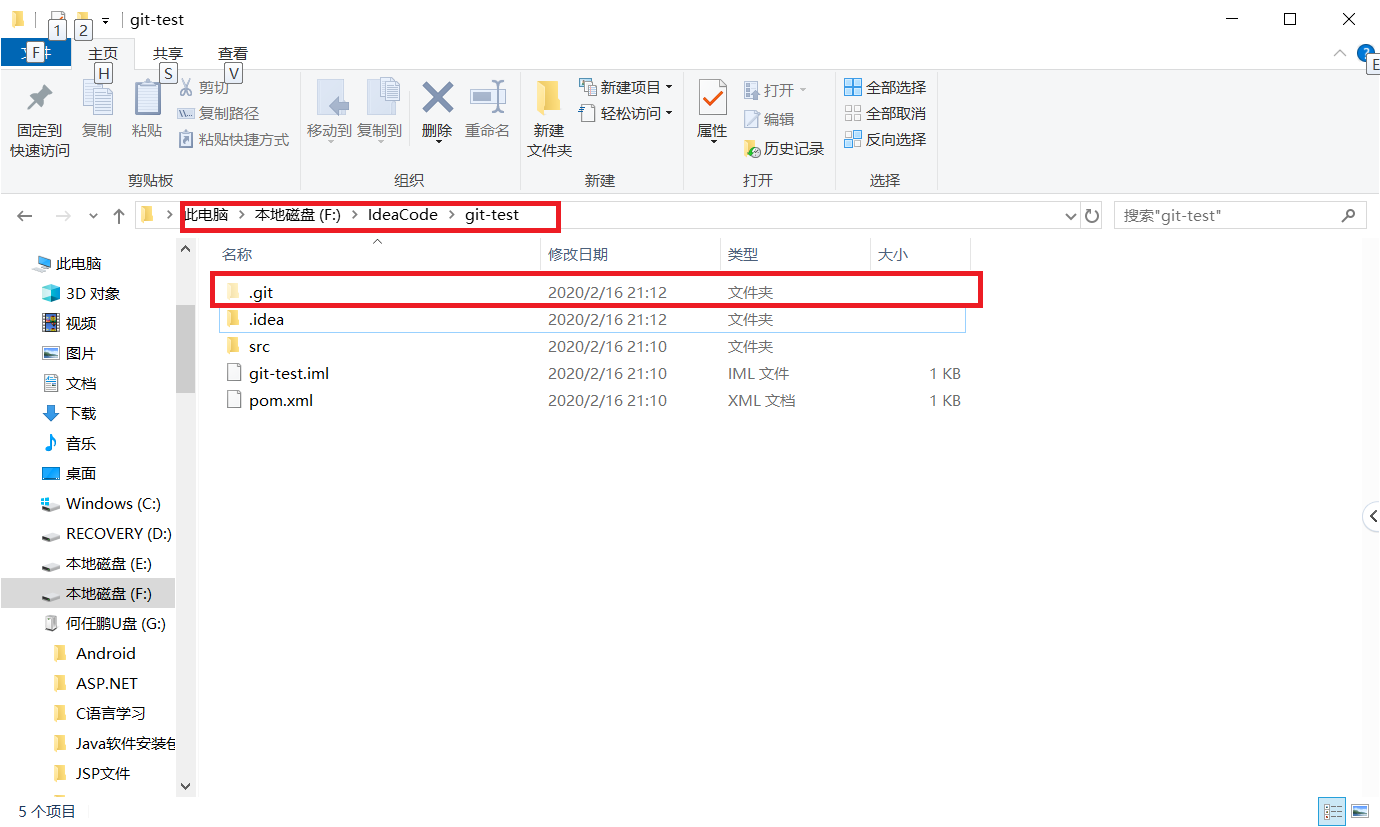 git-test
1 2
文件 主页 共享 查看
F H S V E
固定到
快速访问
复制
粘贴
剪切
复制路径
粘贴快捷方式
剪贴板
移动到 复制到 删除 重命名
组织
新建
文件夹
新建项目
轻松访问
新建
属性
打开
编辑
历史记录
打开
全部选择
全部取消
反向选择
选择
此电脑 > 本地磁盘 (F:) > IdeaCode > git-test
搜索"git-test"
名称 修改日期 类型 大小
.git 2020/2/16 21:12 文件夹
.idea 2020/2/16 21:12 文件夹
src 2020/2/16 21:10 文件夹
git-test.iml 2020/2/16 21:10 IML 文件 1 KB
pom.xml 2020/2/16 21:10 XML 文档 1 KB
此电脑
3D 对象
视频
图片
文档
下载
音乐
桌面
Windows (C:)
RECOVERY (D:)
本地磁盘 (E:)
本地磁盘 (F:)
何任鹏U盘 (G:)
Android
ASP.NET
C语言学习
Java软件安装包
JSP文件
5 个项目